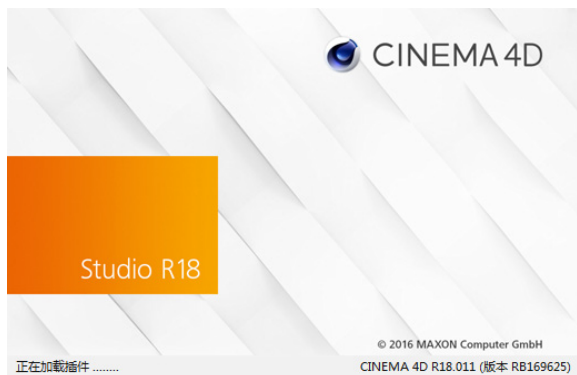 CINEMA 4D
Studio R18
© 2016 MAXON Computer GmbH
正在加载插件 ........
CINEMA 4D R18.011 (版本 RB169625)